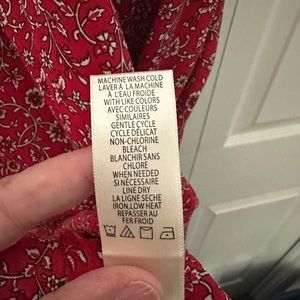 MACHINE WASH COLD
LAVER À LA MACHINE
À L'EAU FROIDE
WITH LIKE COLORS
AVEC COULEURS
SIMILAIRES
GENTLE CYCLE
CYCLE DÉLICAT
NON-CHLORINE
BLEACH
BLANCHIR SANS
CHLORE
WHEN NEEDED
SI NÉCESSAIRE
LINE DRY
LA LIGNE SECHE
IRON,LOW HEAT
REPASSER AU
FER FROID